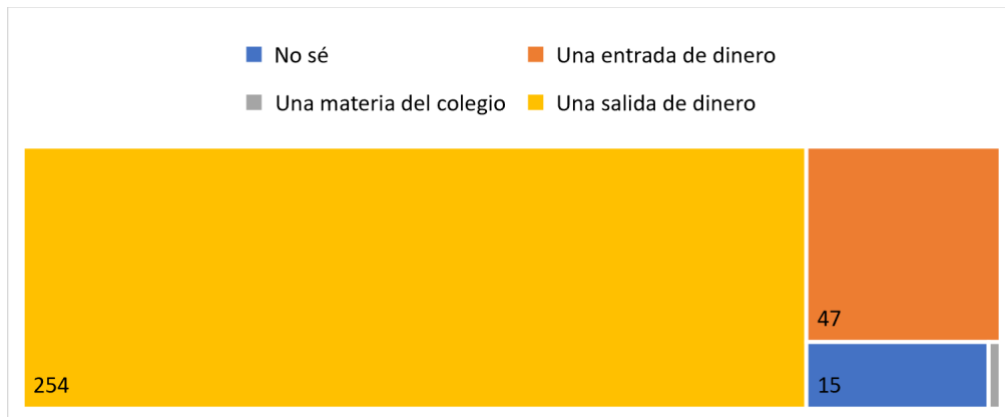 No sé
Una entrada de dinero
Una materia del colegio
Una salida de dinero
47
254
15